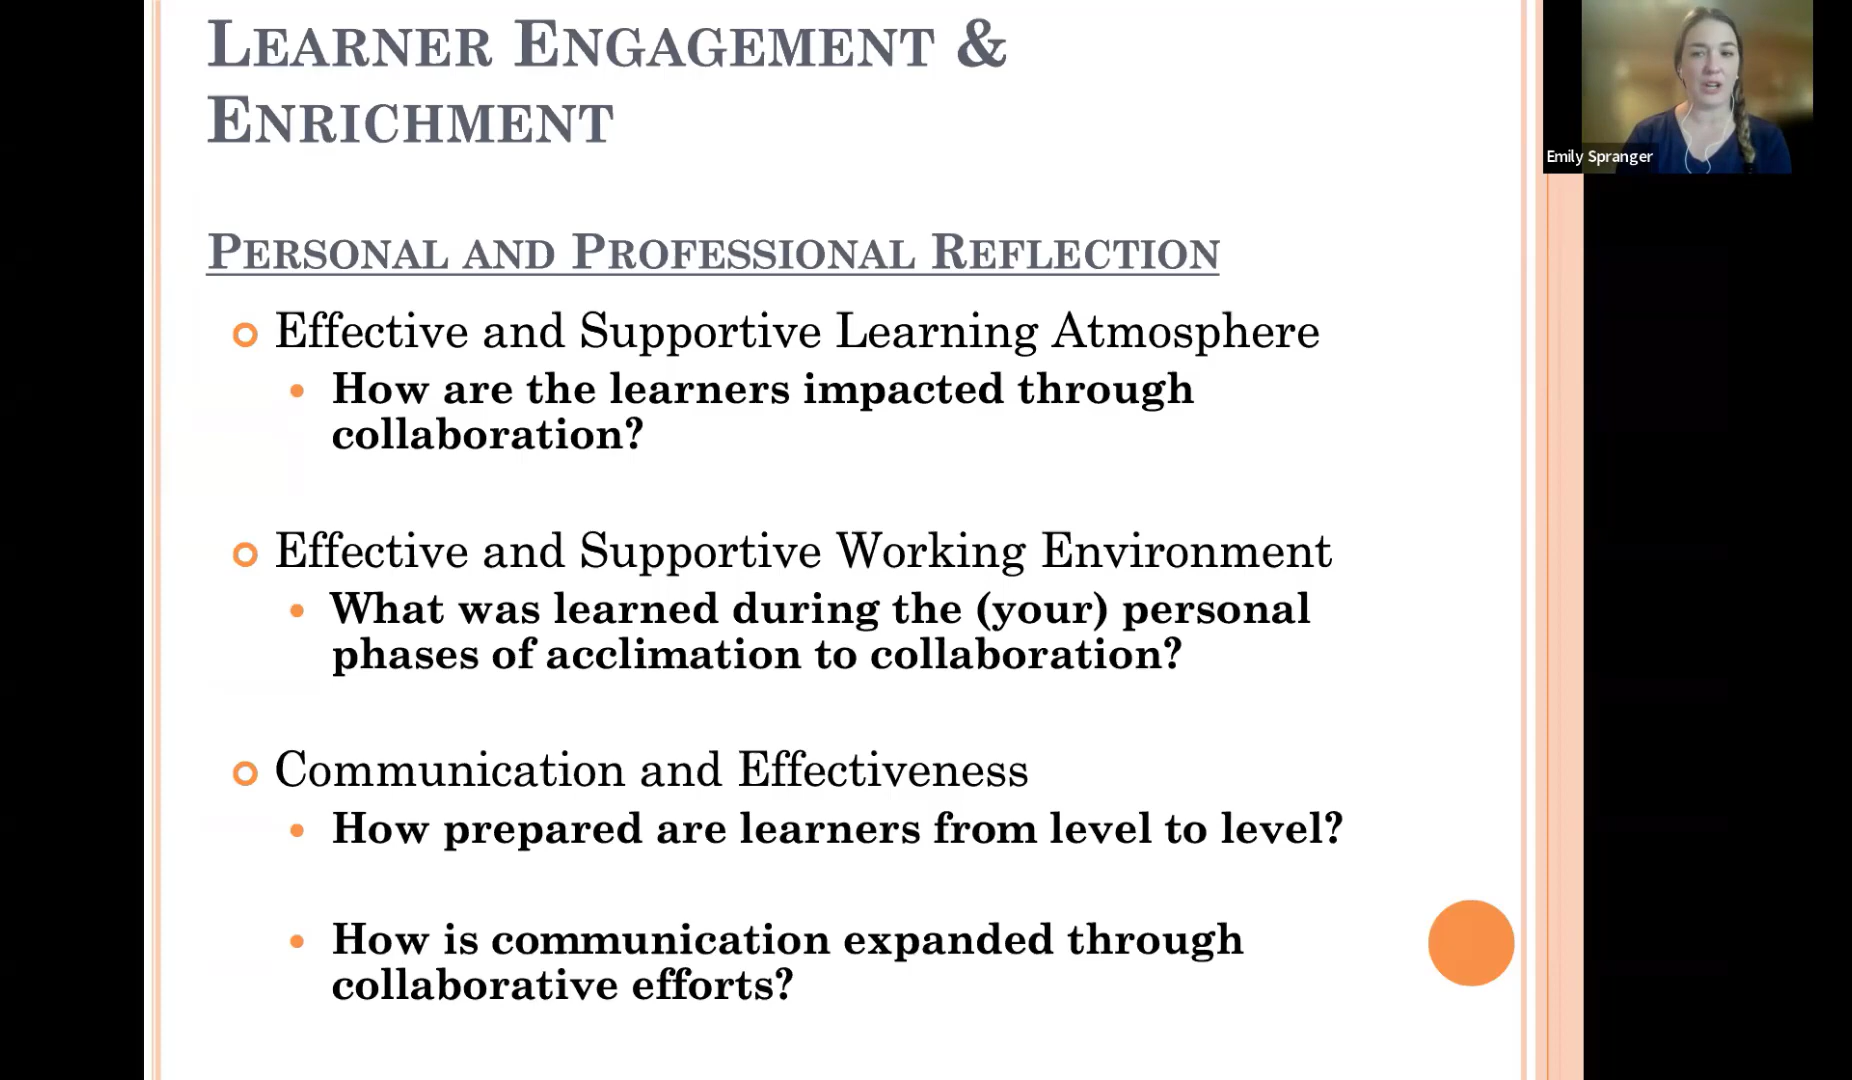 LEARNER ENGAGEMENT &
ENRICHMENT
PERSONAL AND PROFESSIONAL REFLECTION
Effective and Supportive Learning Atmosphere
How are the learners impacted through
collaboration?
Effective and Supportive Working Environment
What was learned during the (your) personal
phases of acclimation to collaboration?
Communication and Effectiveness
How prepared are learners from level to level?
How is communication expanded through
collaborative efforts?
Emily Spranger